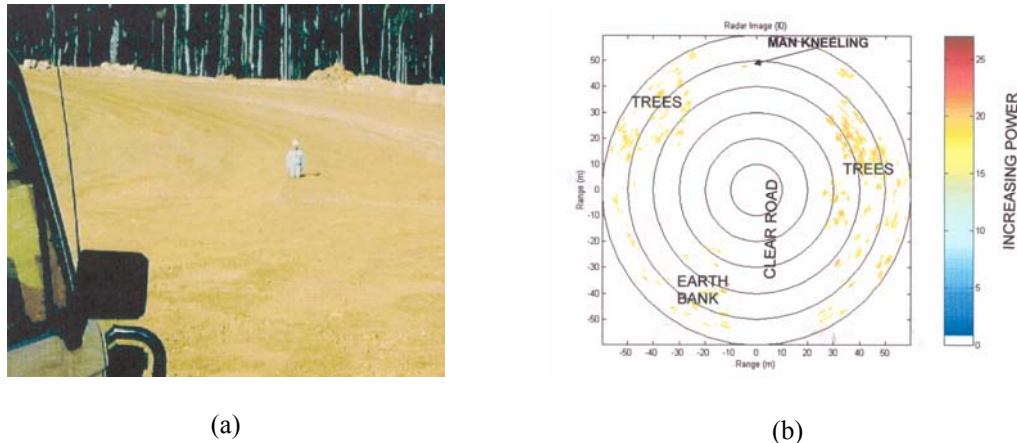 Radar Image (I0)
MAN KNEELING
TREES
TREES
CLEAR ROAD
EARTH
BANK
50
40
30
20
10
0
-10
-20
-30
-40
-50
Range (m)
-50 -40 -30 -20 -10 0 10 20 30 40 50
Range (m)
25
20
15
10
5
0
INCREASING POWER
(a)
(b)